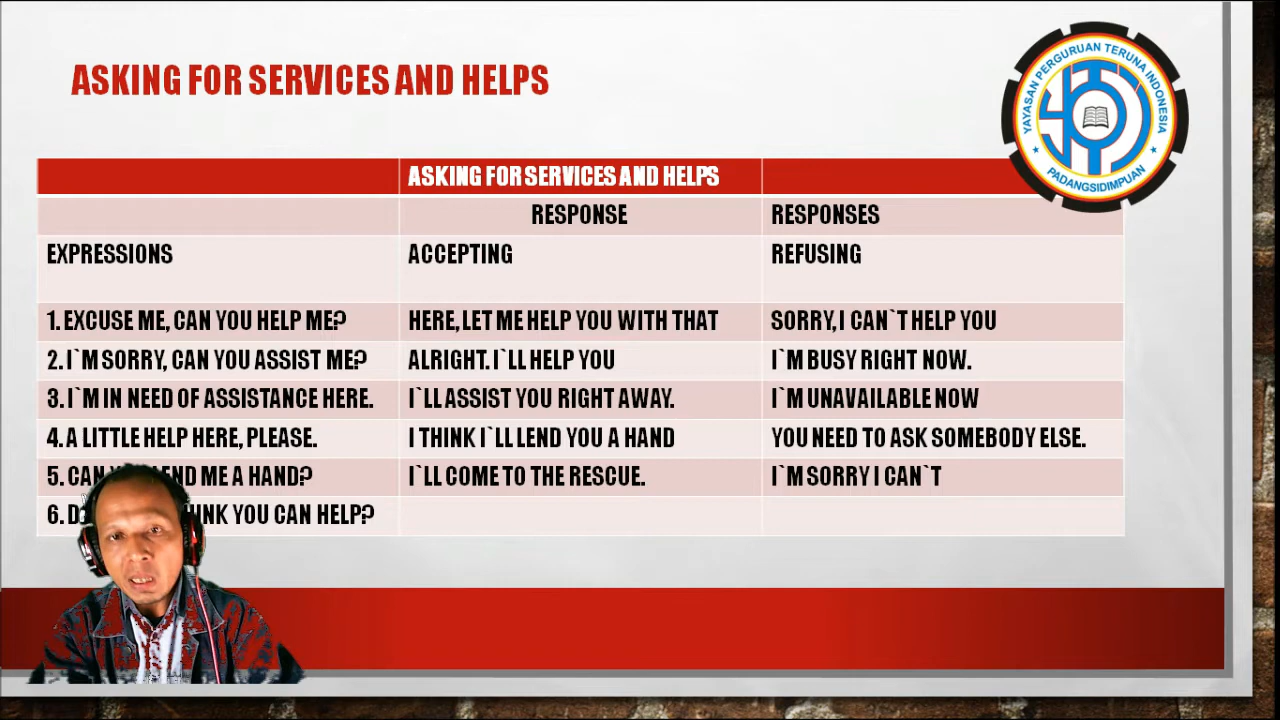 ASKING FOR SERVICES AND HELPS
YAYASAN PERGURUAN TERUNA INDONESIA
PADANGSIDIMPUAN
ASKING FOR SERVICES AND HELPS
RESPONSE RESPONSES
EXPRESSIONS ACCEPTING REFUSING
1. EXCUSE ME, CAN YOU HELP ME? HERE, LET ME HELP YOU WITH THAT SORRY, I CAN`T HELP YOU
2. I`M SORRY, CAN YOU ASSIST ME? ALRIGHT. I`LL HELP YOU I`M BUSY RIGHT NOW.
3. I`M IN NEED OF ASSISTANCE HERE. I`LL ASSIST YOU RIGHT AWAY. I`M UNAVAILABLE NOW
4. A LITTLE HELP HERE, PLEASE. I THINK I`LL LEND YOU A HAND YOU NEED TO ASK SOMEBODY ELSE.
5. CAN ME A HAND? I`LL COME TO THE RESCUE. I`M SORRY I CAN`T
6. YOU CAN HELP?